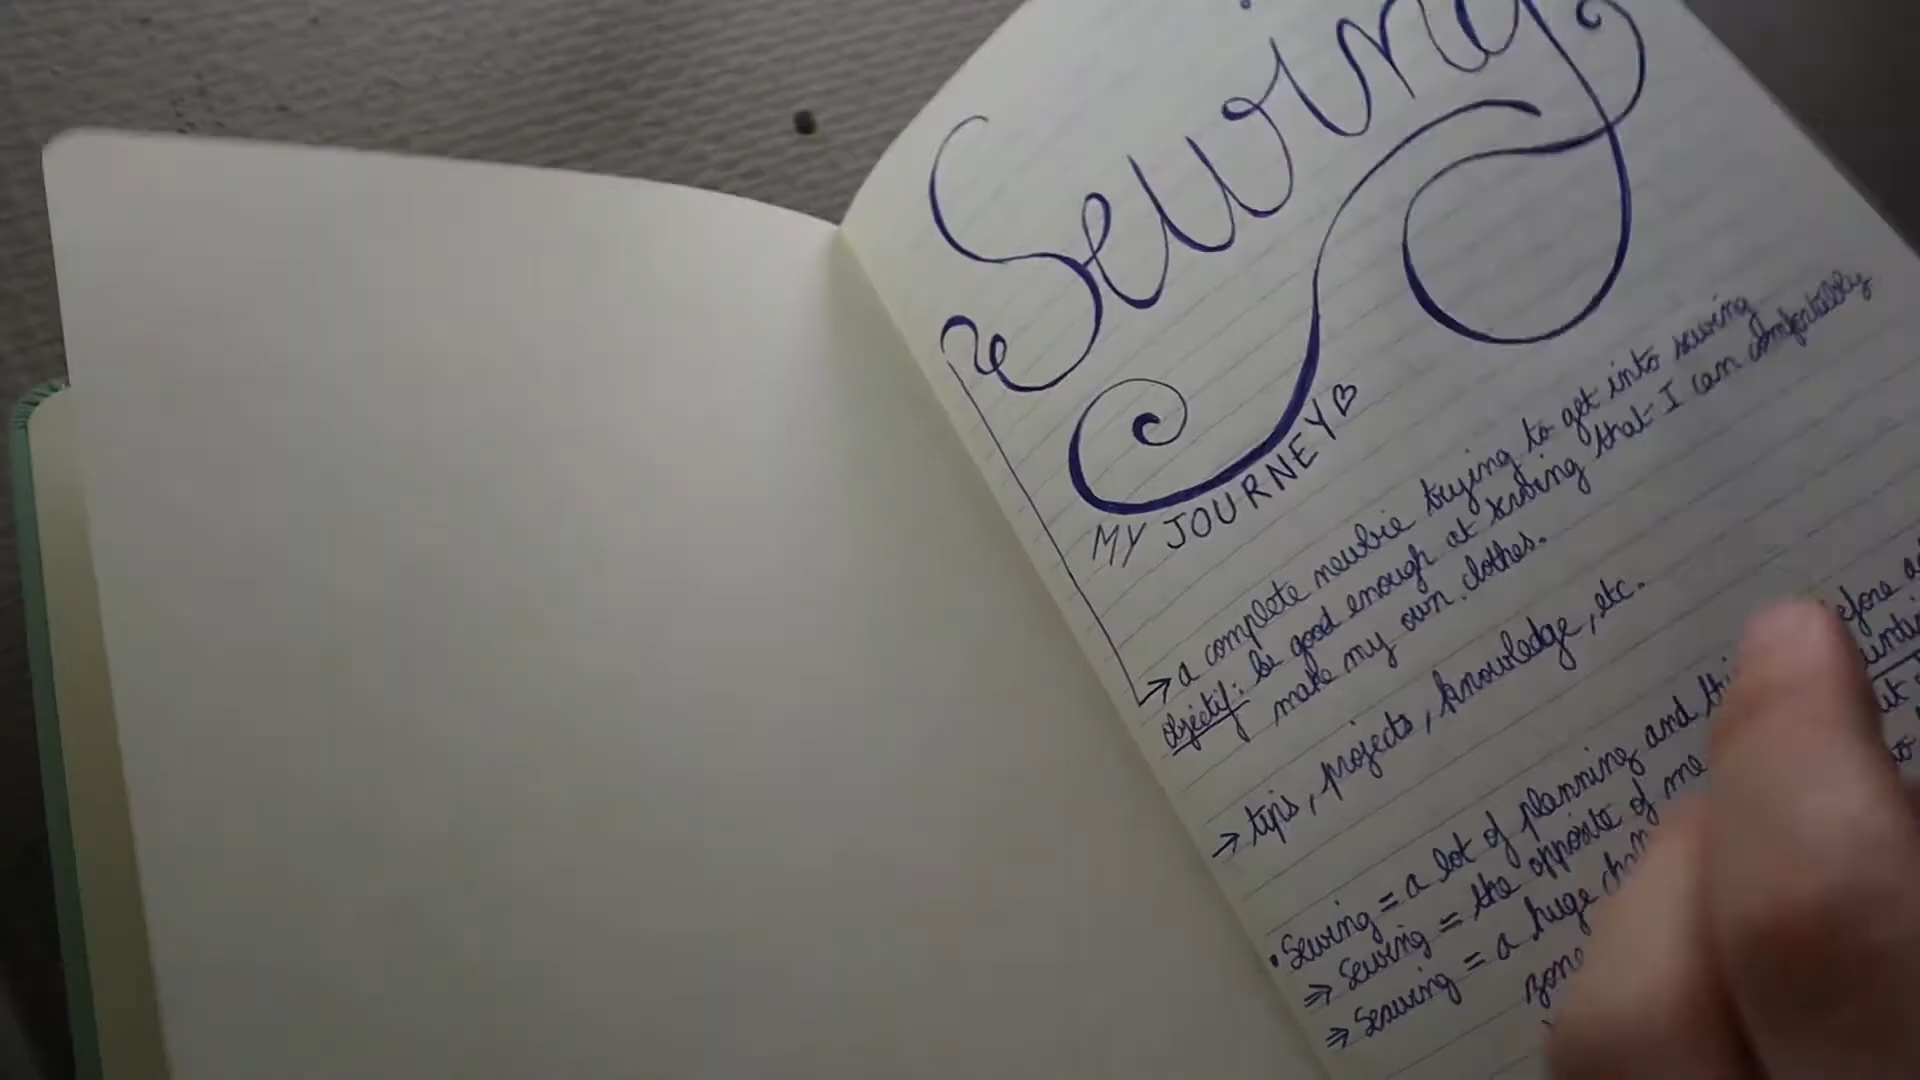 Sewing
MY JOURNEY
→ a complete newbie trying to get into sewing
objectif: be good enough at sewing that I can comfortably
make my own clothes.
→ tips, projects, knowledge, etc.
• Sewing = a lot of planning and
efore
⇒ Sewing = the opposite of me
⇒ Sewing = a huge